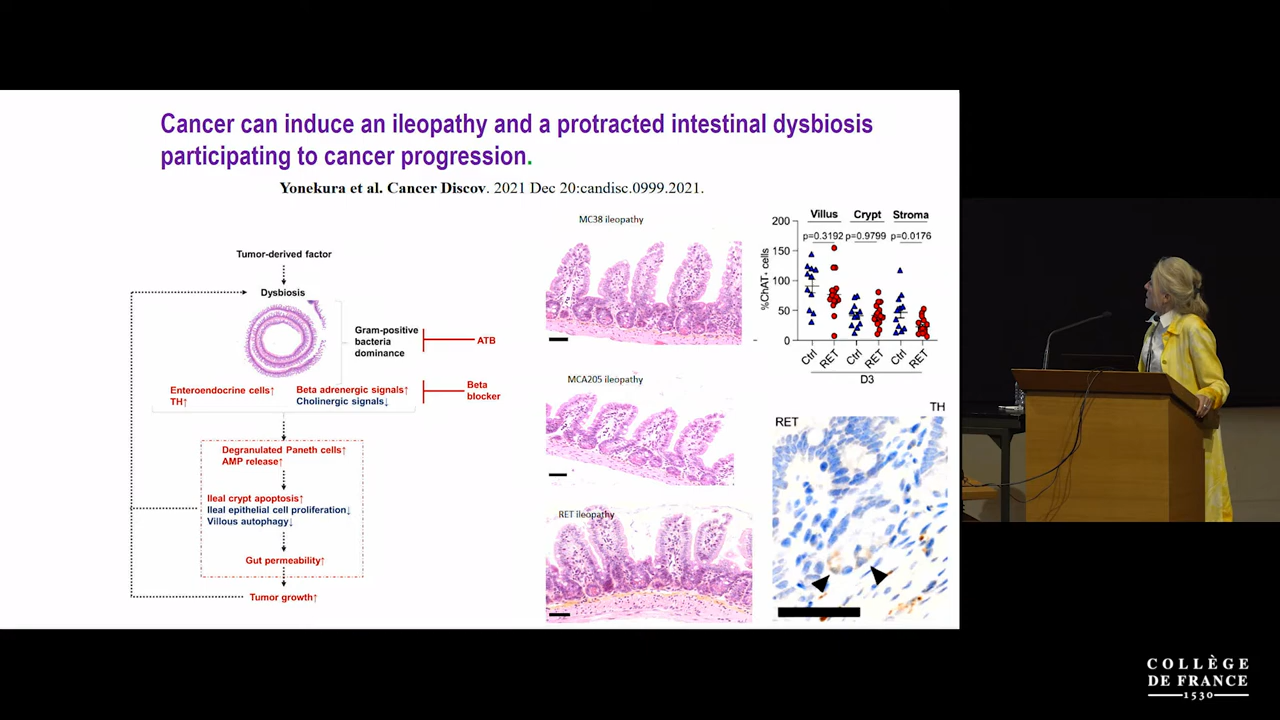 Cancer can induce an ileopathy and a protracted intestinal dysbiosis
participating to cancer progression.
Yonekura et al. Cancer Discov. 2021 Dec 20:candisc.0999.2021.
Tumor-derived factor
Dysbiosis
Gram-positive
bacteria
dominance
ATB
Enteroendocrine cells↑
TH↑
Beta adrenergic signals↑
Cholinergic signals↓
Beta
blocker
Degranulated Paneth cells↑
AMP release↑
Ileal crypt apoptosis↑
Ileal epithelial cell proliferation↓
Villous autophagy↓
Gut permeability↑
Tumor growth↑
MC38 ileopathy
MCA205 ileopathy
RET ileopathy
Villus Crypt Stroma
p=0.3192 p=0.9799 p=0.0176
%ChAT+ cells
200
150
100
50
0
Ctrl RET Ctrl RET Ctrl RET
D3
TH
RET
COLLÈGE
DE FRANCE
1530